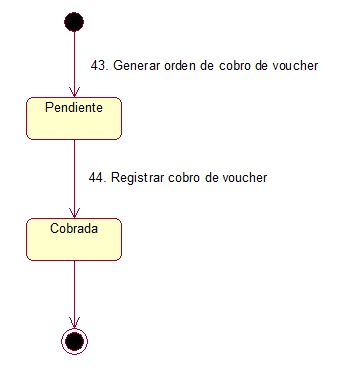 43. Generar orden de cobro de voucher
Pendiente
44. Registrar cobro de voucher
Cobrada